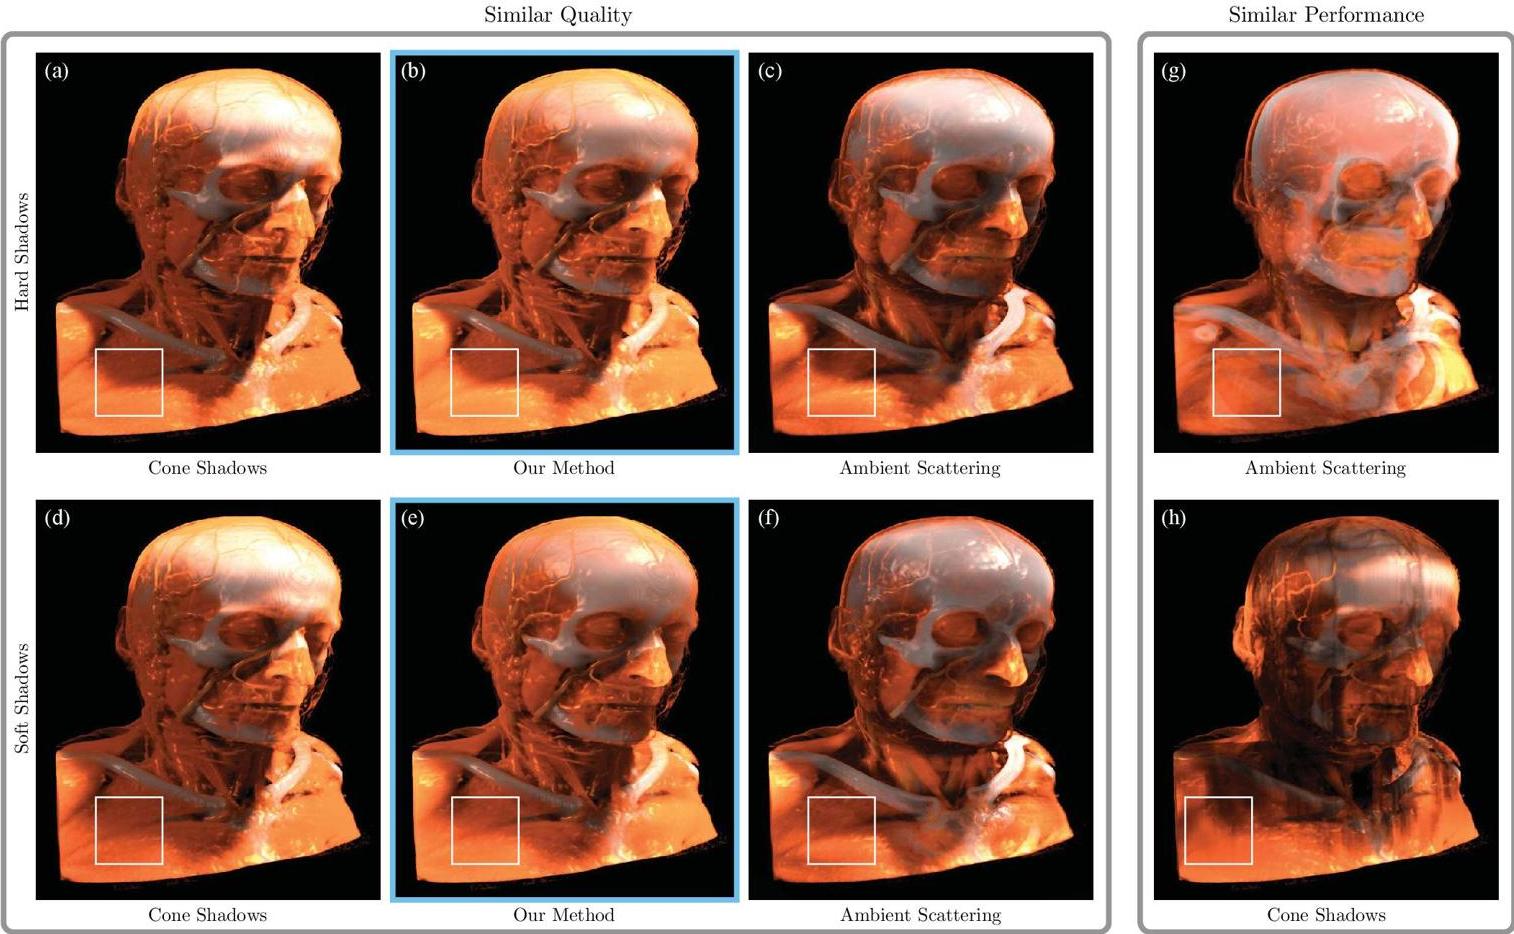 Similar Quality
Similar Performance
Hard Shadows
(a)
(b)
(c)
(g)
Cone Shadows
Our Method
Ambient Scattering
Ambient Scattering
Soft Shadows
(d)
(e)
(f)
(h)
Cone Shadows
Our Method
Ambient Scattering
Cone Shadows